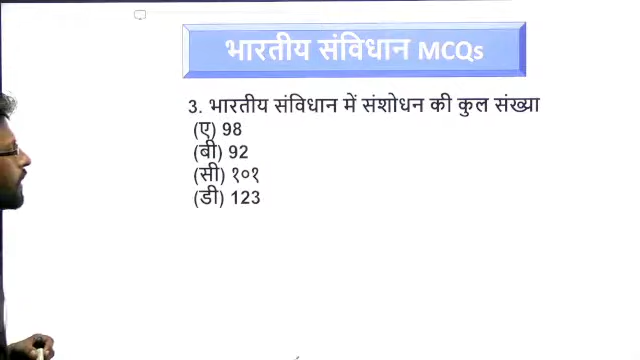 भारतीय संविधान MCQs
3. भारतीय संविधान में संशोधन की कुल संख्या
(ए) 98
(बी) 92
(सी) १०१
(डी) 123